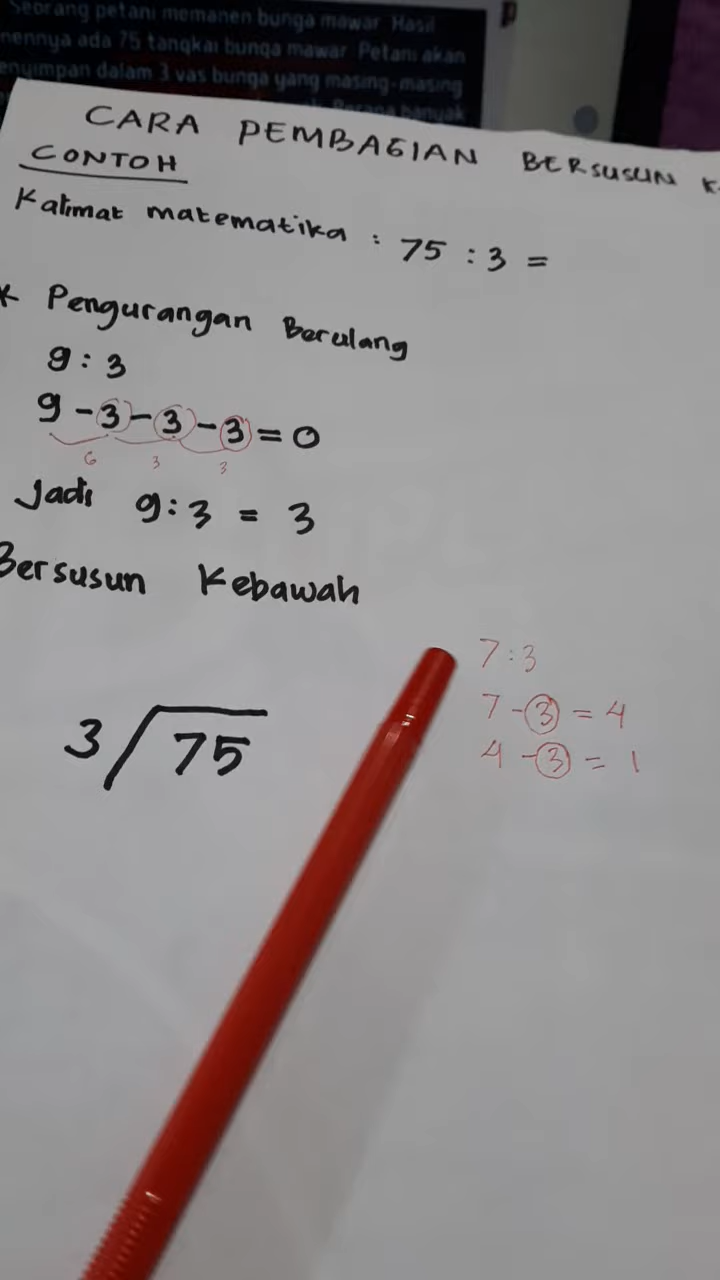 Seorang petani memanen bunga mawar Hasil
nennya ada 75 tangkai bunga mawar Petani akan
enyimpan dalam 3 vas bunga yang masing-masing
banyak
CARA PEMBAGIAN BERSUSUN K
CONTOH
Kalimat matematika : 75 : 3 =
Pengurangan Berulang
9 : 3
9 - 3 - 3 - 3 = 0
6 3 3
Jadi 9 : 3 = 3
Bersusun Kebawah
7 : 3
7 - 3 = 4
4 - 3 = 1
3 75